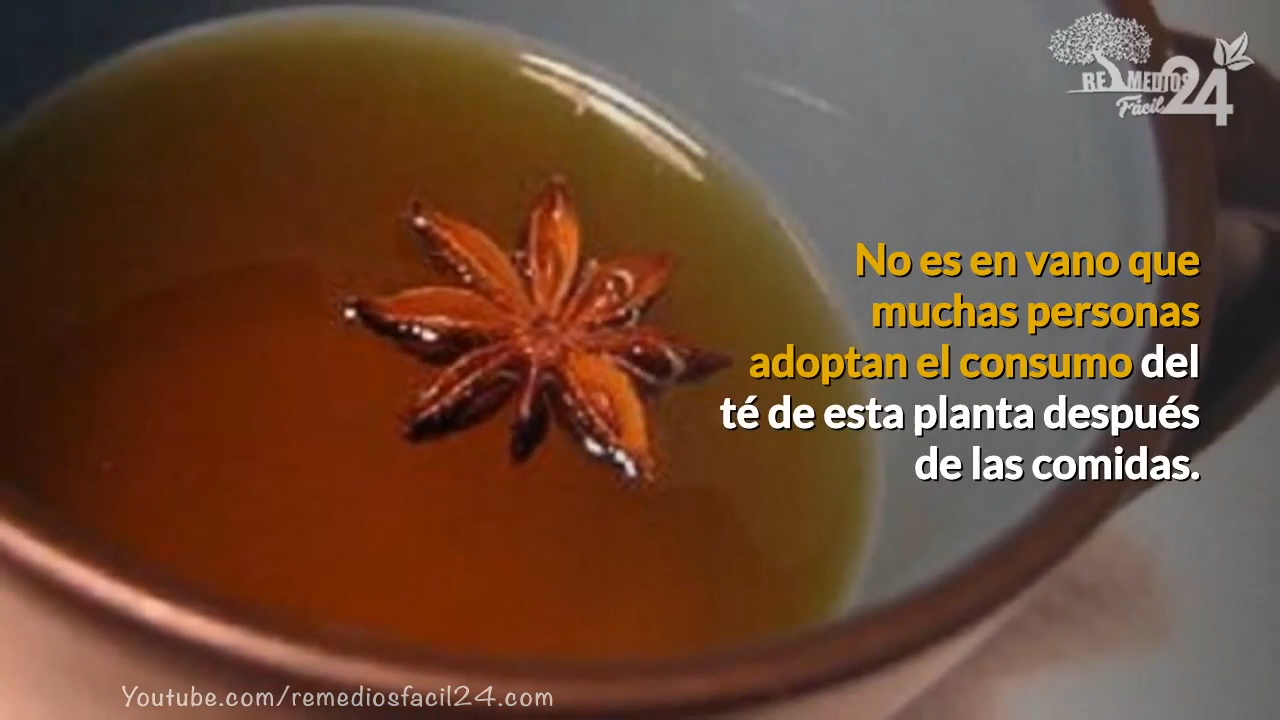 REMEDIOS
Fácil 24
No es en vano que
muchas personas
adoptan el consumo del
té de esta planta después
de las comidas.
Youtube.com/remediosfacil24.com